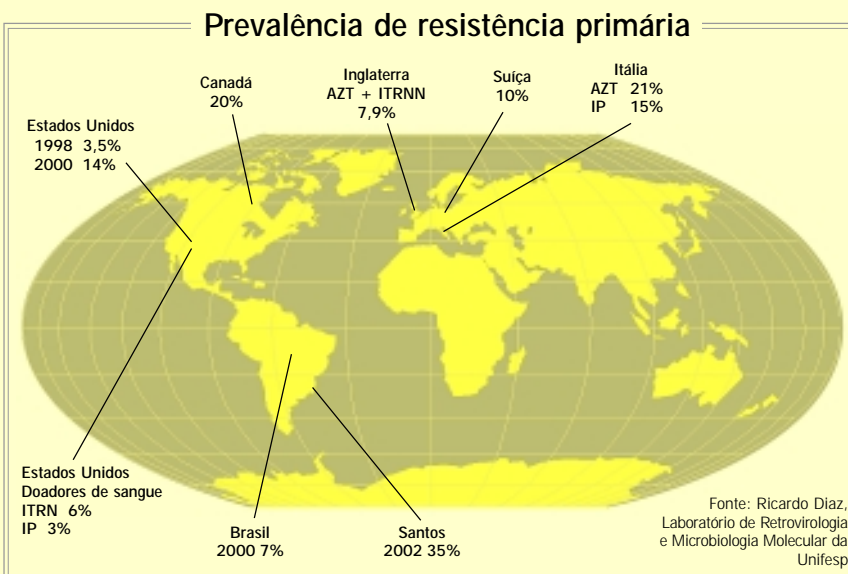 Prevalência de resistência primária
Canadá
20%
Inglaterra
AZT + ITRNN
7,9%
Suíça
10%
Itália
AZT 21%
IP 15%
Estados Unidos
1998 3,5%
2000 14%
Estados Unidos
Doadores de sangue
ITRN 6%
IP 3%
Brasil
2000 7%
Santos
2002 35%
Fonte: Ricardo Diaz,
Laboratório de Retrovirologia
e Microbiologia Molecular da
Unifesp